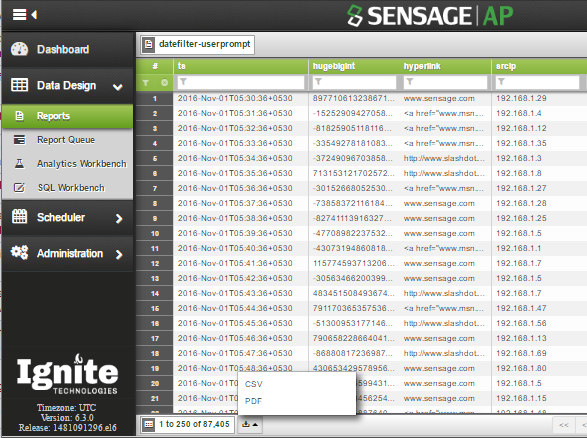 SENSAGE AP
Dashboard
Data Design
Reports
Report Queue
Analytics Workbench
SQL Workbench
Scheduler
Administration
Ignite
TECHNOLOGIES
Timezone: UTC
Version: 6.3.0
Release: 1481091296.el6
datefilter-userprompt
# ts hugebigint hyperlink srcip
1 2016-Nov-01T05:30:36+0530 897710613238671... www.sensage.com 192.168.1.29
2 2016-Nov-01T05:31:36+0530 -15252909427058... <a href="www.msn... 192.168.1.4
3 2016-Nov-01T05:32:36+0530 -81825905118116... <a href="www.msn... 192.168.1.12
4 2016-Nov-01T05:33:36+0530 -33549278181083... <a href="www.msn... 192.168.1.35
5 2016-Nov-01T05:34:36+0530 -37249096703858... http://www.slashdot... 192.168.1.3
6 2016-Nov-01T05:35:36+0530 713153121702572... http://www.slashdot... 192.168.1.8
7 2016-Nov-01T05:36:36+0530 -30152668052530... <a href="www.msn... 192.168.1.27
8 2016-Nov-01T05:37:36+0530 -73858372116184... www.sensage.com 192.168.1.28
9 2016-Nov-01T05:38:36+0530 -82741113916327... www.sensage.com 192.168.1.25
10 2016-Nov-01T05:39:36+0530 -47708982237532... www.sensage.com 192.168.1.5
11 2016-Nov-01T05:40:36+0530 -43073194860818... <a href="www.msn... 192.168.1.1
12 2016-Nov-01T05:41:36+0530 115774593713206... www.sensage.com 192.168.1.7
13 2016-Nov-01T05:42:36+0530 -30563466200399... www.sensage.com 192.168.1.5
14 2016-Nov-01T05:43:36+0530 483451508493674... http://www.slashdot... 192.168.1.7
15 2016-Nov-01T05:44:36+0530 791170365357536... <a href="www.msn... 192.168.1.47
16 2016-Nov-01T05:45:36+0530 -51300953177146... http://www.slashdot... 192.168.1.56
17 2016-Nov-01T05:46:36+0530 790658228664041... www.sensage.com 192.168.1.13
18 2016-Nov-01T05:47:36+0530 -86880817236987... http://www.slashdot... 192.168.1.69
19 2016-Nov-01T05:48:36+0530 430653429578956... www.sensage.com 192.168.1.80
20 2016-Nov-01T05 www.sensage.com 192.168.1.5
21 2016-Nov-01T05 <a href="www.msn... 192.168.1.15
CSV
PDF
1 to 250 of 87,405
<<